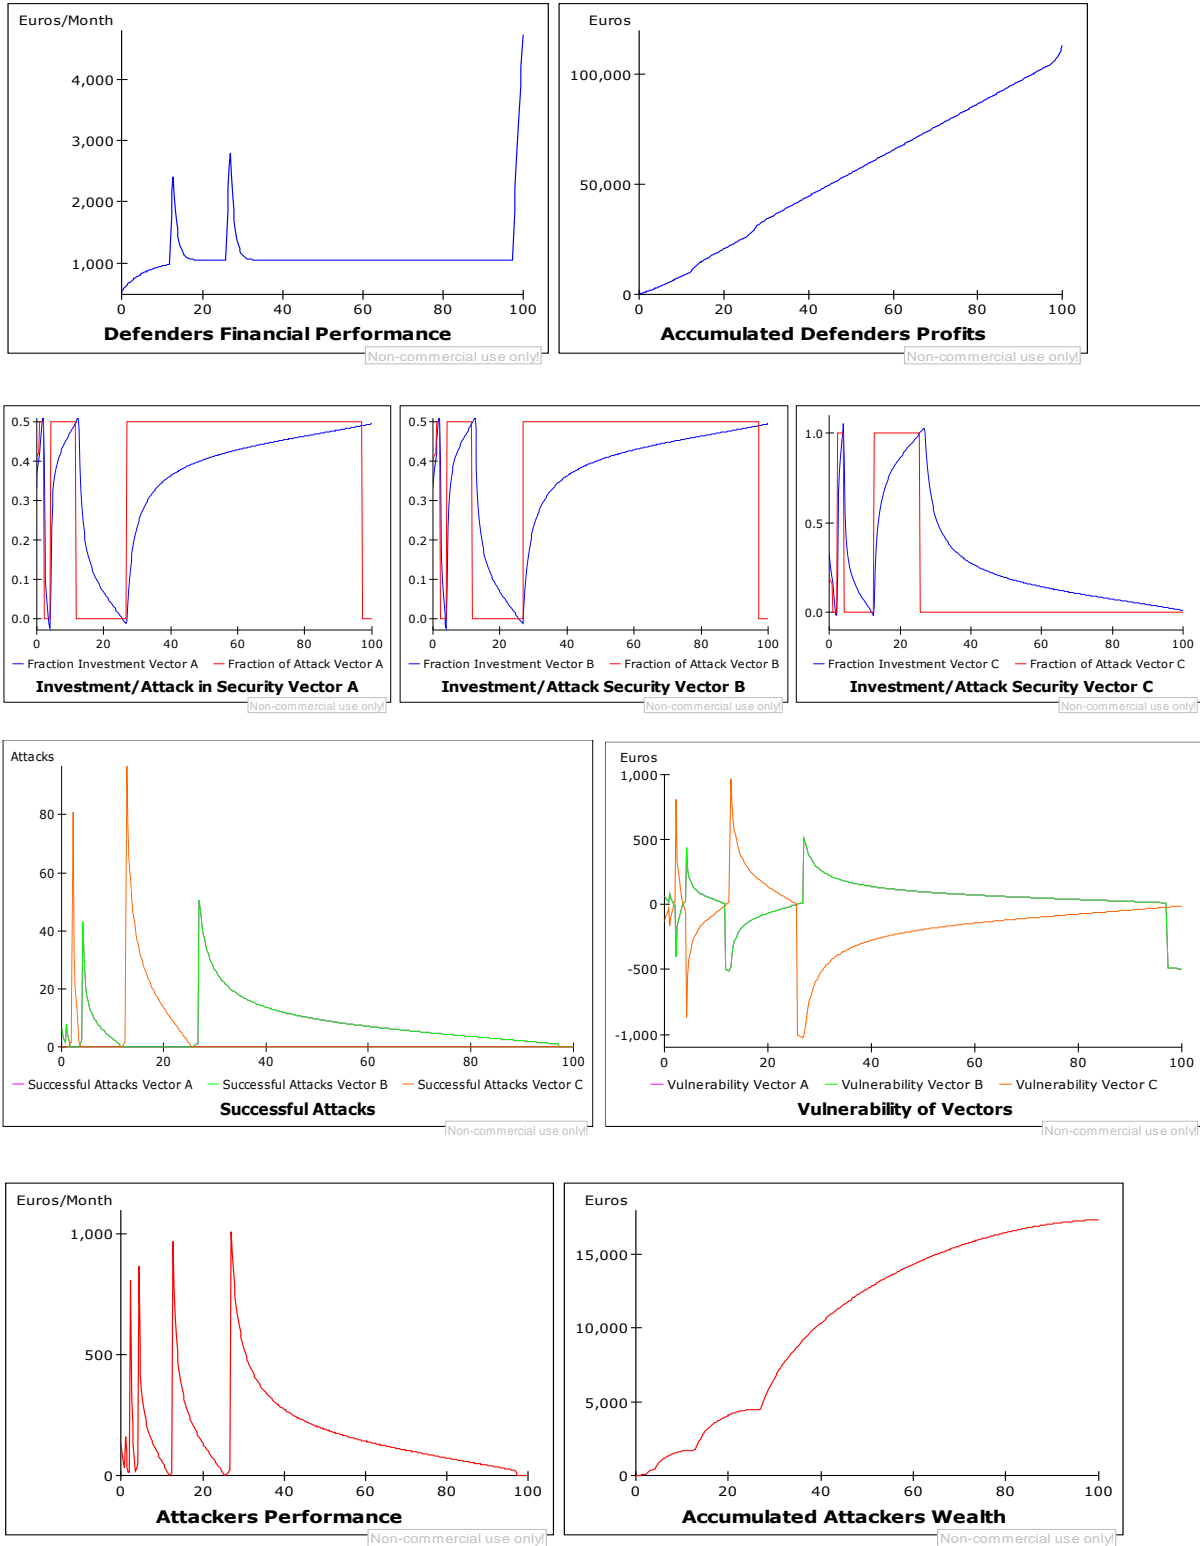 Euros/Month
4,000
3,000
2,000
1,000
0 20 40 60 80 100
Defenders Financial Performance
Non-commercial use only!
Euros
100,000
50,000
0
0 20 40 60 80 100
Accumulated Defenders Profits
Non-commercial use only!
0.5
0.4
0.3
0.2
0.1
0.0
0 20 40 60 80 100
Fraction Investment Vector A Fraction of Attack Vector A
Investment/Attack in Security Vector A
Non-commercial use only!
0.5
0.4
0.3
0.2
0.1
0.0
0 20 40 60 80 100
Fraction Investment Vector B Fraction of Attack Vector B
Investment/Attack Security Vector B
Non-commercial use only!
1.0
0.5
0.0
0 20 40 60 80 100
Fraction Investment Vector C Fraction of Attack Vector C
Investment/Attack Security Vector C
Non-commercial use only!
Attacks
80
60
40
20
0
0 20 40 60 80 100
Successful Attacks Vector A Successful Attacks Vector B Successful Attacks Vector C
Successful Attacks
Non-commercial use only!
Euros
1,000
500
0
-500
-1,000
0 20 40 60 80 100
Vulnerability Vector A Vulnerability Vector B Vulnerability Vector C
Vulnerability of Vectors
Non-commercial use only!
Euros/Month
1,000
500
0
0 20 40 60 80 100
Attackers Performance
Non-commercial use only!
Euros
15,000
10,000
5,000
0
0 20 40 60 80 100
Accumulated Attackers Wealth
Non-commercial use only!